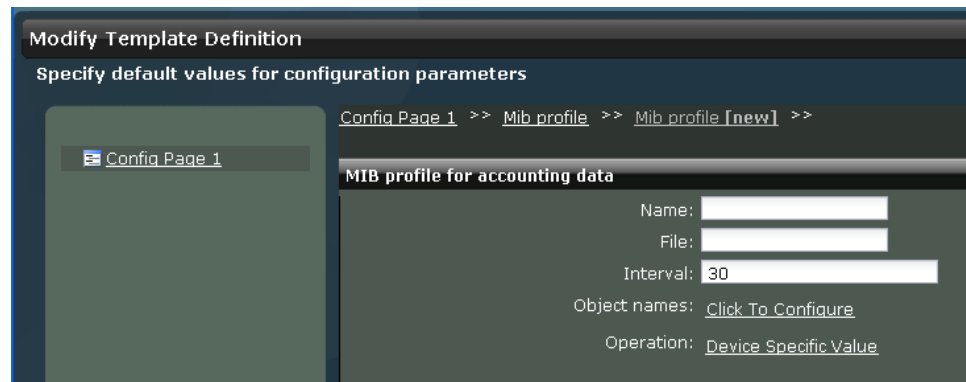 Modify Template Definition
Specify default values for configuration parameters
Config Page 1
Config Page 1 >> Mib profile >> Mib profile [new] >>
MIB profile for accounting data
Name:
File:
Interval: 30
Object names: Click To Configure
Operation: Device Specific Value